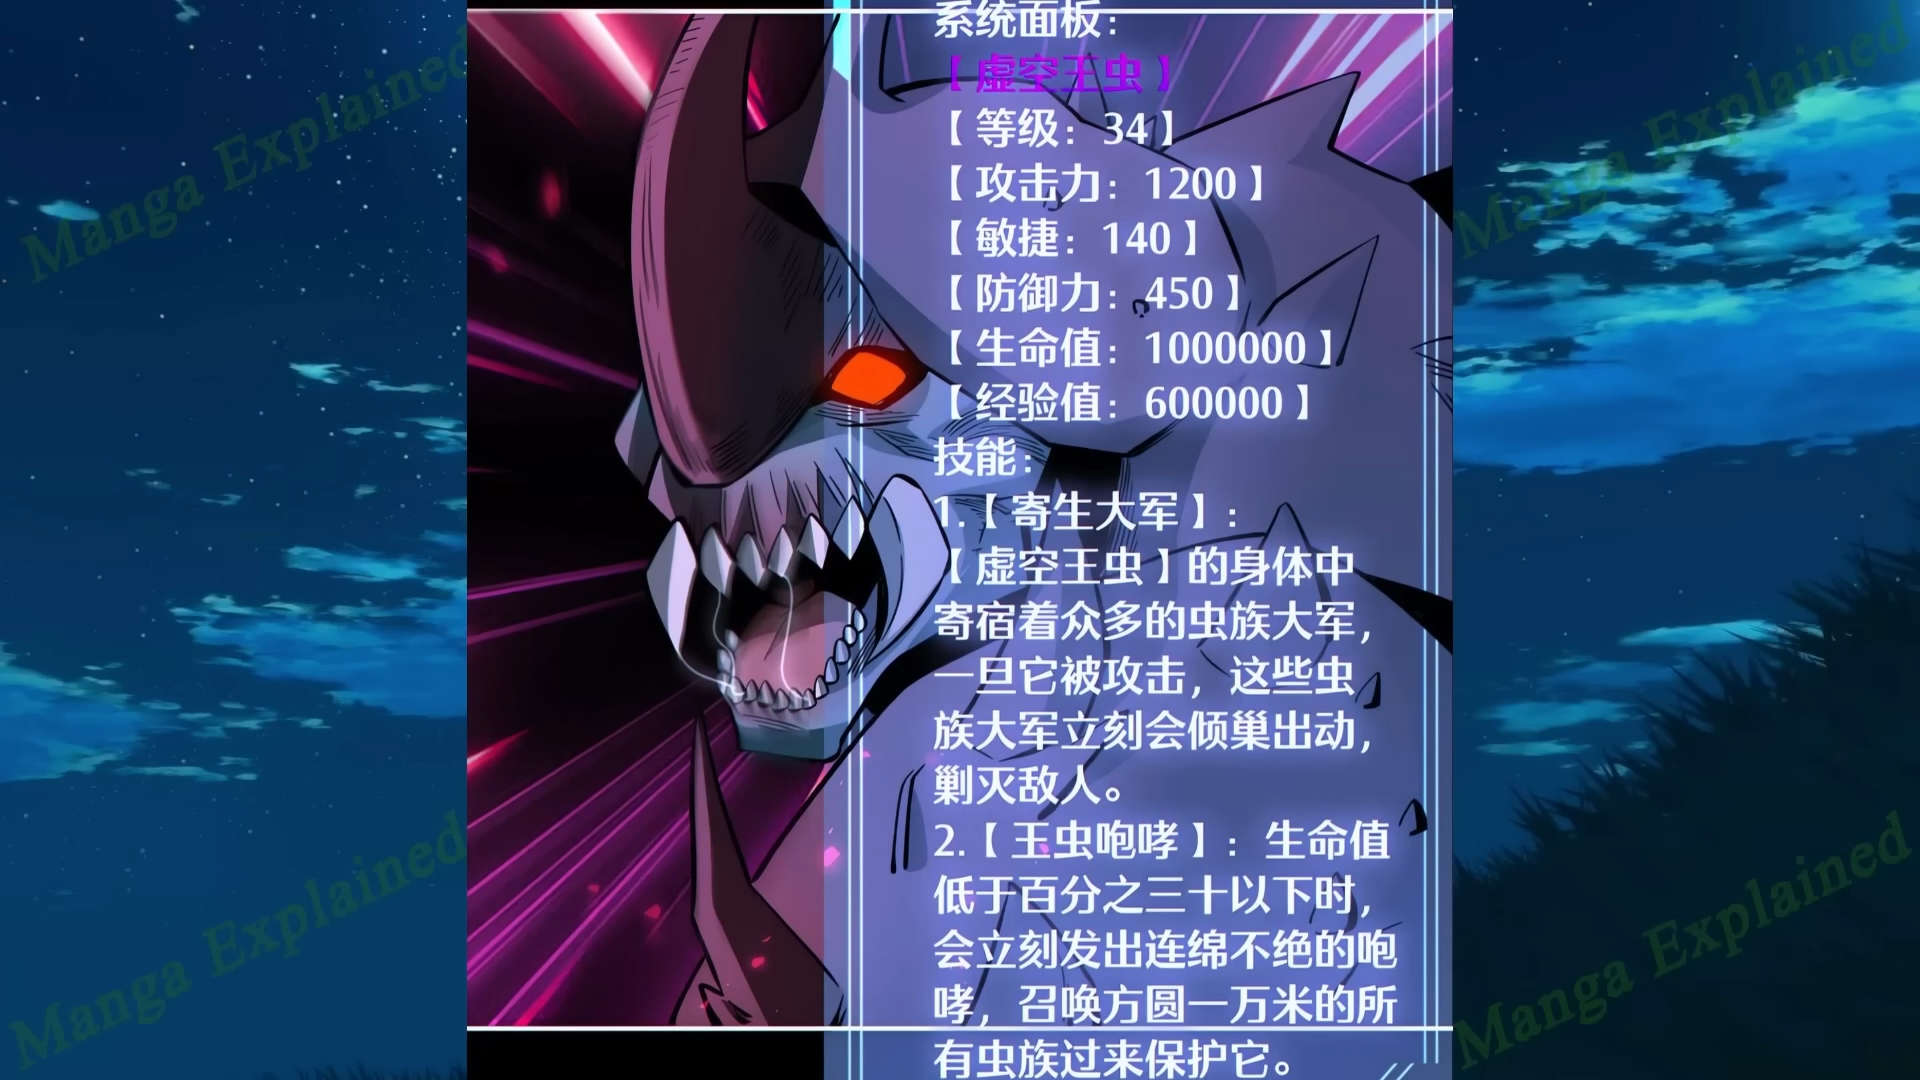 系统面板：
【虚空王虫】
【等级：34】
【攻击力：1200】
【敏捷：140】
【防御力：450】
【生命值：1000000】
【经验值：600000】
技能：
1.【寄生大军】：
【虚空王虫】的身体中
寄宿着众多的虫族大军，
一旦它被攻击，这些虫
族大军立刻会倾巢出动，
剿灭敌人。
2.【王虫咆哮】：生命值
低于百分之三十以下时，
会立刻发出连绵不绝的咆
哮，召唤方圆一万米的所
有虫族过来保护它。
Manga Explained
Manga Explained
Manga Explained
Manga Explained